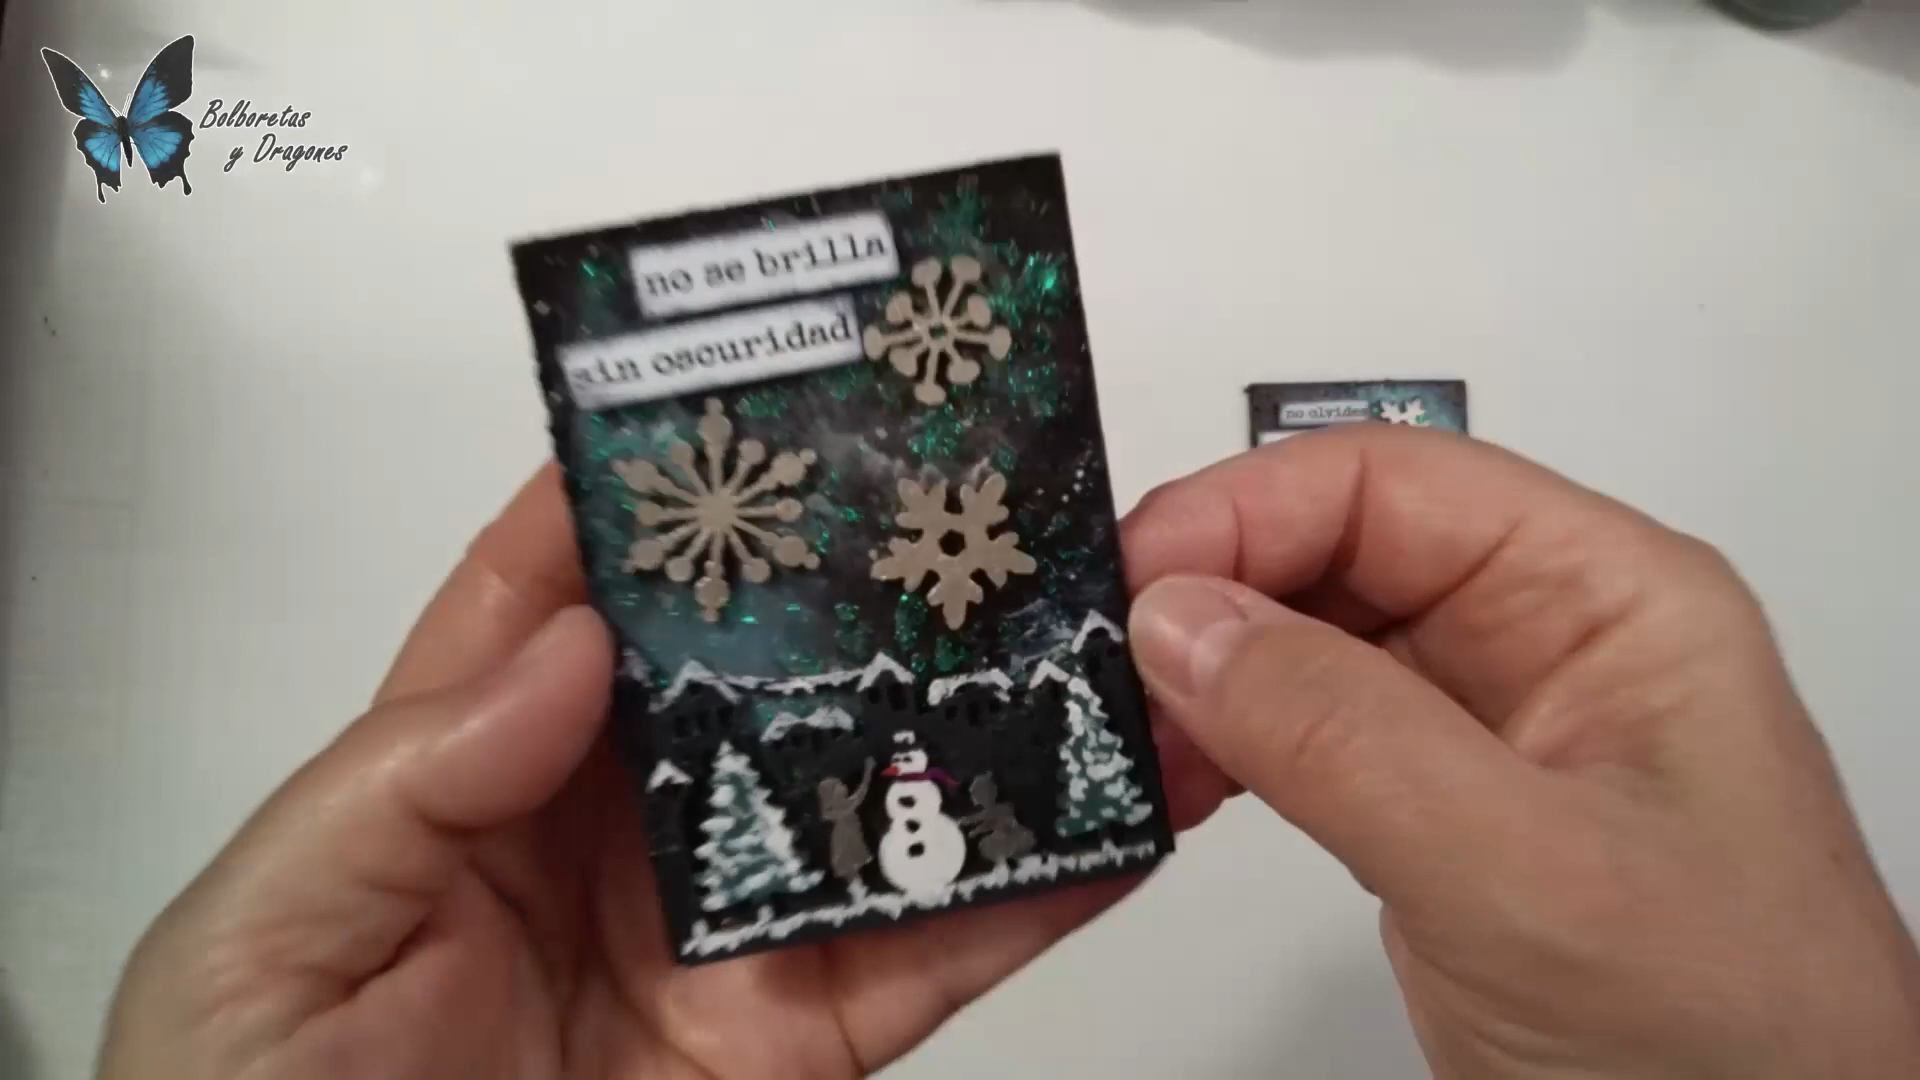 Bolboretas
y Dragones
no se brilla
sin oscuridad
no olvides